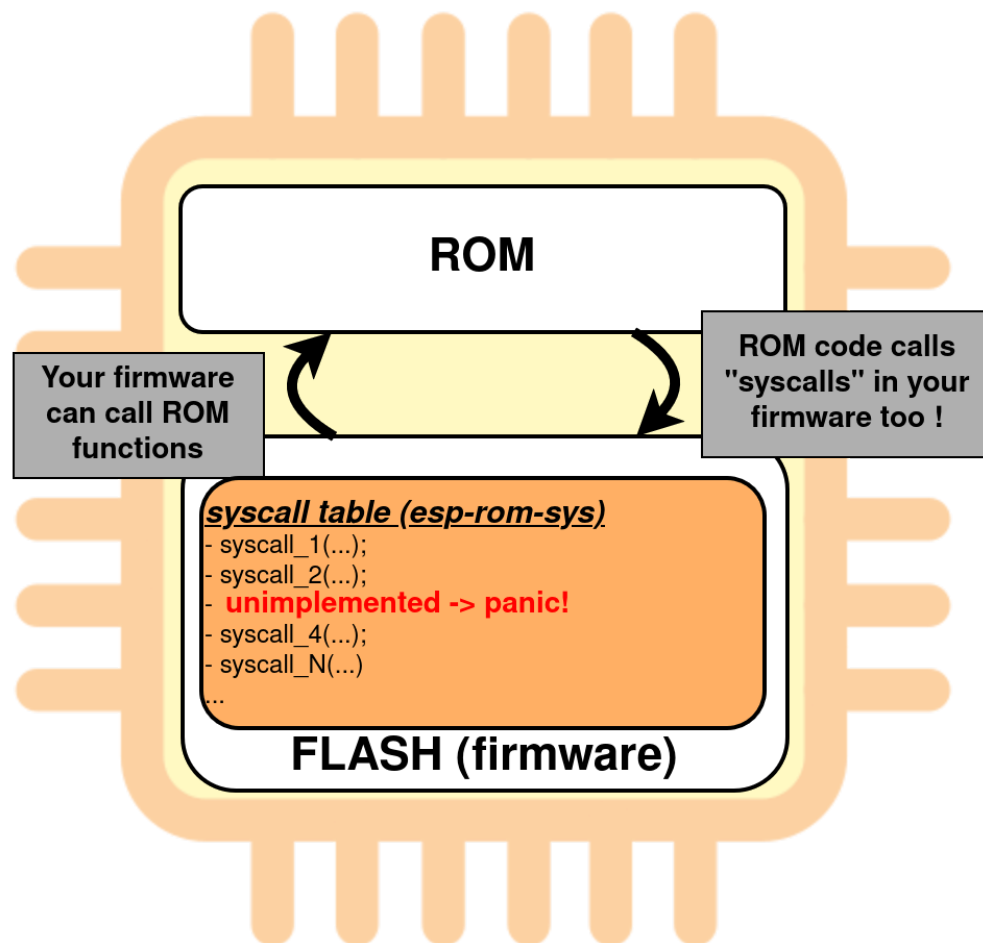 ROM
Your firmware
can call ROM
functions
ROM code calls
"syscalls" in your
firmware too !
syscall table (esp-rom-sys)
- syscall_1(...);
- syscall_2(...);
- unimplemented -> panic!
- syscall_4(...);
- syscall_N(...)
...
FLASH (firmware)